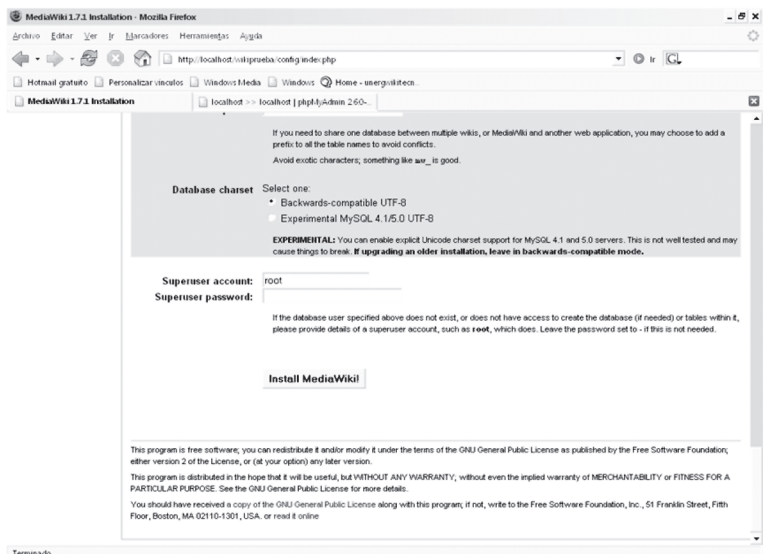 MediaWiki 1.7.1 Installation - Mozilla Firefox
Archivo Editar Ver Ir Marcadores Herramientas Ayuda
http://localhost/wikiprueba/config/index.php
Ir
Hotmail gratuito Personalizar vínculos Windows Media Windows Home - unergwikitecn...
MediaWiki 1.7.1 Installation
localhost >> localhost | phpMyAdmin 2.6.0-...
If you need to share one database between multiple wikis, or MediaWiki and another web application, you may choose to add a
prefix to all the table names to avoid conflicts.
Avoid exotic characters; something like mw_ is good.
Database charset Select one:
Backwards-compatible UTF-8
Experimental MySQL 4.1/5.0 UTF-8
EXPERIMENTAL: You can enable explicit Unicode charset support for MySQL 4.1 and 5.0 servers. This is not well tested and may
cause things to break. If upgrading an older installation, leave in backwards-compatible mode.
Superuser account: root
Superuser password:
If the database user specified above does not exist, or does not have access to create the database (if needed) or tables within it,
please provide details of a superuser account, such as root, which does. Leave the password set to - if this is not needed.
Install MediaWiki!
This program is free software; you can redistribute it and/or modify it under the terms of the GNU General Public License as published by the Free Software Foundation;
either version 2 of the License, or (at your option) any later version.
This program is distributed in the hope that it will be useful, but WITHOUT ANY WARRANTY; without even the implied warranty of MERCHANTABILITY or FITNESS FOR A
PARTICULAR PURPOSE. See the GNU General Public License for more details.
You should have received a copy of the GNU General Public License along with this program; if not, write to the Free Software Foundation, Inc., 51 Franklin Street, Fifth
Floor, Boston, MA 02110-1301, USA. or read it online
Terminado